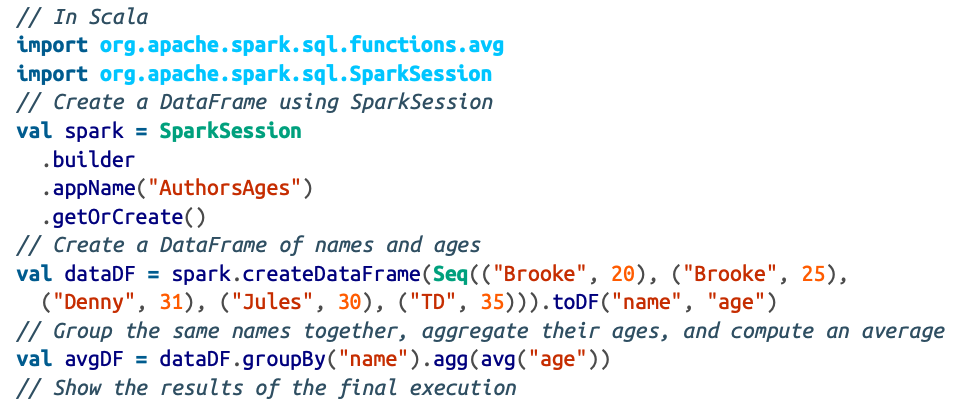 // In Scala
import org.apache.spark.sql.functions.avg
import org.apache.spark.sql.SparkSession
// Create a DataFrame using SparkSession
val spark = SparkSession
  .builder
  .appName("AuthorsAges")
  .getOrCreate()
// Create a DataFrame of names and ages
val dataDF = spark.createDataFrame(Seq(("Brooke", 20), ("Brooke", 25),
  ("Denny", 31), ("Jules", 30), ("TD", 35))).toDF("name", "age")
// Group the same names together, aggregate their ages, and compute an average
val avgDF = dataDF.groupBy("name").agg(avg("age"))
// Show the results of the final execution